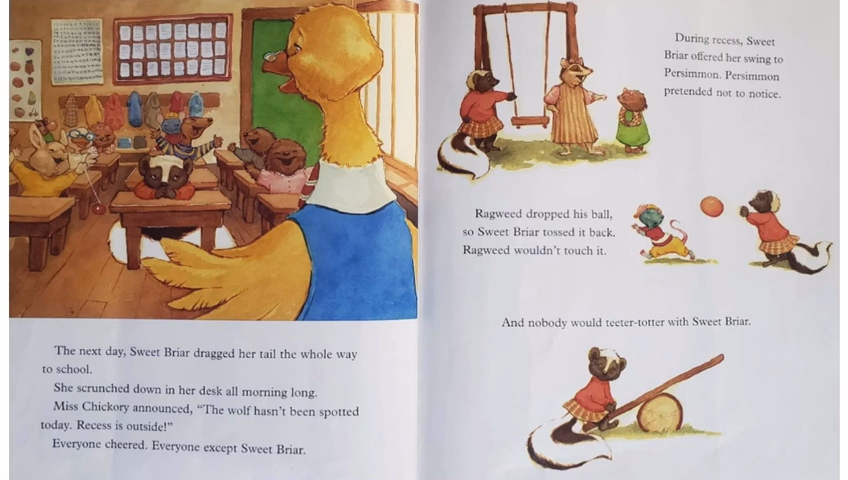 The next day, Sweet Briar dragged her tail the whole way
to school.
She scrunched down in her desk all morning long.
Miss Chickory announced, “The wolf hasn’t been spotted
today. Recess is outside!”
Everyone cheered. Everyone except Sweet Briar.
During recess, Sweet
Briar offered her swing to
Persimmon. Persimmon
pretended not to notice.
Ragweed dropped his ball,
so Sweet Briar tossed it back.
Ragweed wouldn’t touch it.
And nobody would teeter-totter with Sweet Briar.